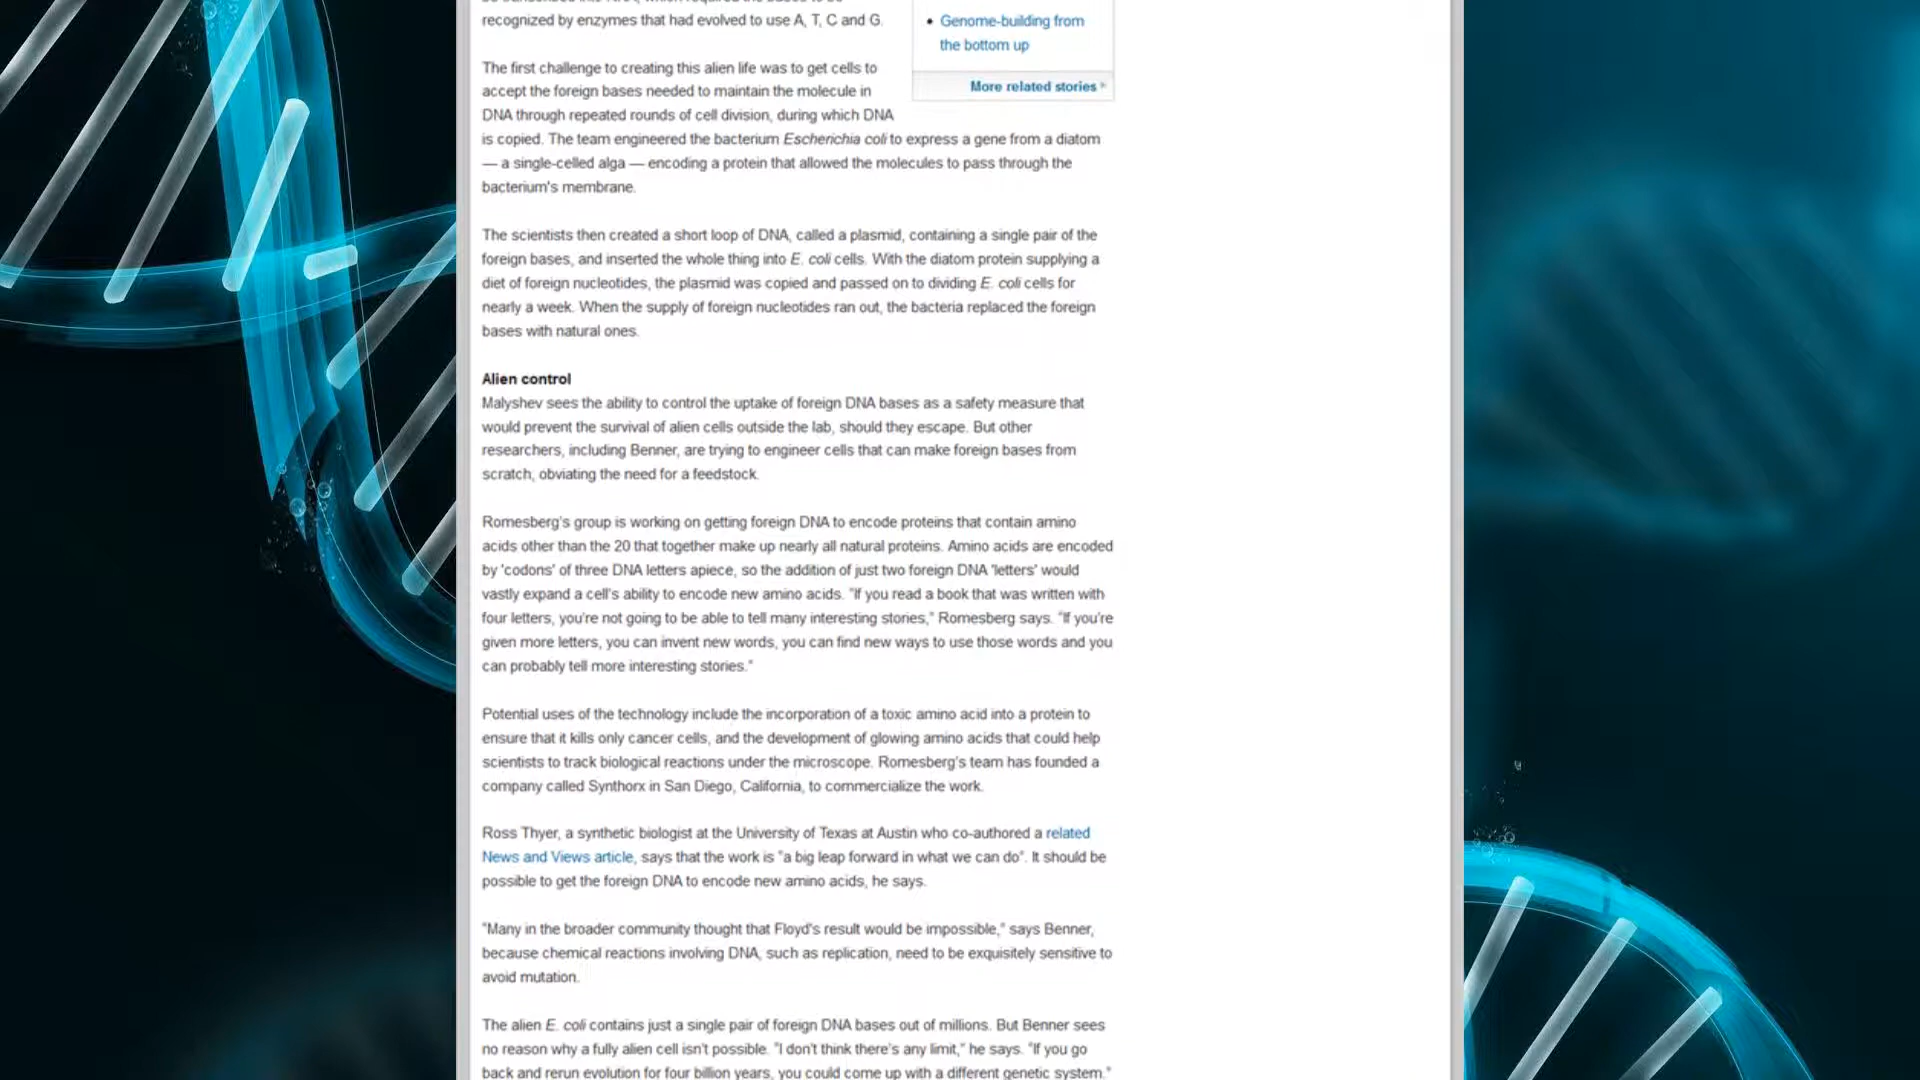 recognized by enzymes that had evolved to use A, T, C and G.
Genome-building from
the bottom up
More related stories
The first challenge to creating this alien life was to get cells to
accept the foreign bases needed to maintain the molecule in
DNA through repeated rounds of cell division, during which DNA
is copied. The team engineered the bacterium Escherichia coli to express a gene from a diatom
— a single-celled alga — encoding a protein that allowed the molecules to pass through the
bacterium's membrane.
The scientists then created a short loop of DNA, called a plasmid, containing a single pair of the
foreign bases, and inserted the whole thing into E. coli cells. With the diatom protein supplying a
diet of foreign nucleotides, the plasmid was copied and passed on to dividing E. coli cells for
nearly a week. When the supply of foreign nucleotides ran out, the bacteria replaced the foreign
bases with natural ones.
Alien control
Malyshev sees the ability to control the uptake of foreign DNA bases as a safety measure that
would prevent the survival of alien cells outside the lab, should they escape. But other
researchers, including Benner, are trying to engineer cells that can make foreign bases from
scratch, obviating the need for a feedstock.
Romesberg's group is working on getting foreign DNA to encode proteins that contain amino
acids other than the 20 that together make up nearly all natural proteins. Amino acids are encoded
by 'codons' of three DNA letters apiece, so the addition of just two foreign DNA 'letters' would
vastly expand a cell's ability to encode new amino acids. "If you read a book that was written with
four letters, you're not going to be able to tell many interesting stories," Romesberg says. "If you're
given more letters, you can invent new words, you can find new ways to use those words and you
can probably tell more interesting stories."
Potential uses of the technology include the incorporation of a toxic amino acid into a protein to
ensure that it kills only cancer cells, and the development of glowing amino acids that could help
scientists to track biological reactions under the microscope. Romesberg's team has founded a
company called Synthorx in San Diego, California, to commercialize the work.
Ross Thyer, a synthetic biologist at the University of Texas at Austin who co-authored a related
News and Views article, says that the work is "a big leap forward in what we can do". It should be
possible to get the foreign DNA to encode new amino acids, he says.
"Many in the broader community thought that Floyd's result would be impossible," says Benner,
because chemical reactions involving DNA, such as replication, need to be exquisitely sensitive to
avoid mutation.
The alien E. coli contains just a single pair of foreign DNA bases out of millions. But Benner sees
no reason why a fully alien cell isn't possible. "I don't think there's any limit," he says. "If you go
back and rerun evolution for four billion years, you could come up with a different genetic system."